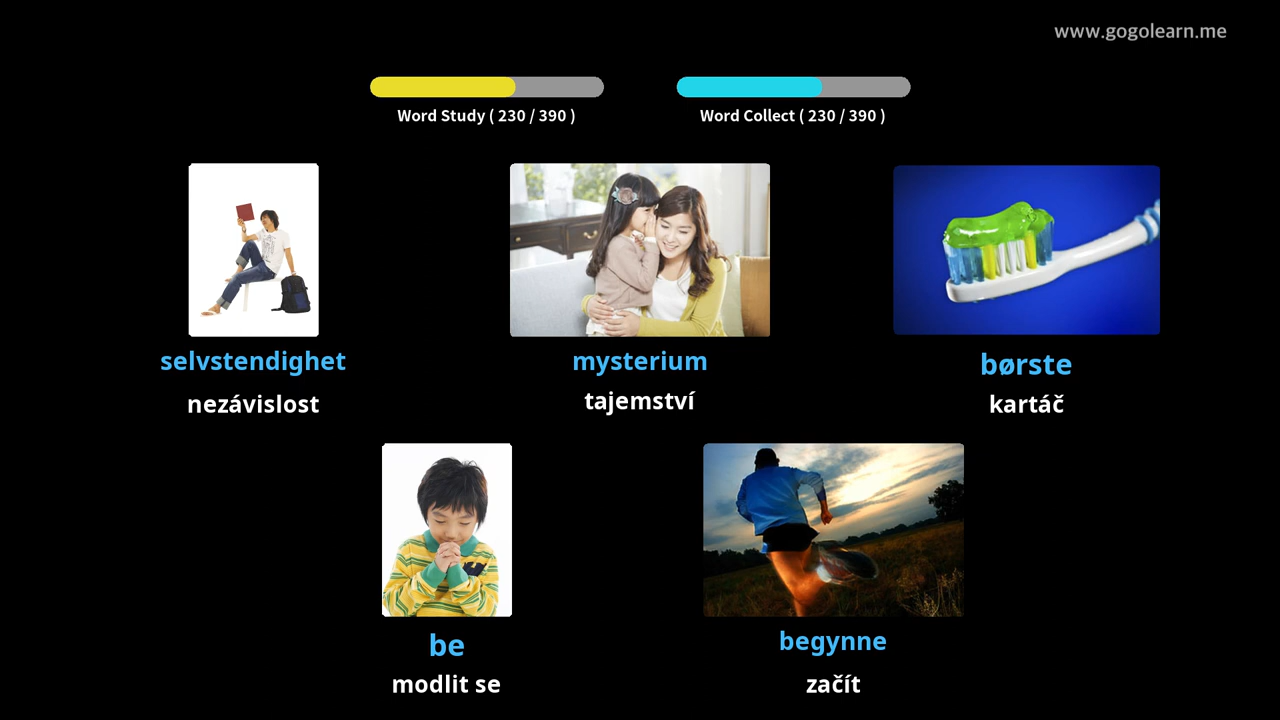 www.gogolearn.me
Word Study ( 230 / 390 )
Word Collect ( 230 / 390 )
selvstendighet
nezávislost
mysterium
tajemství
børste
kartáč
be
modlit se
begynne
začít